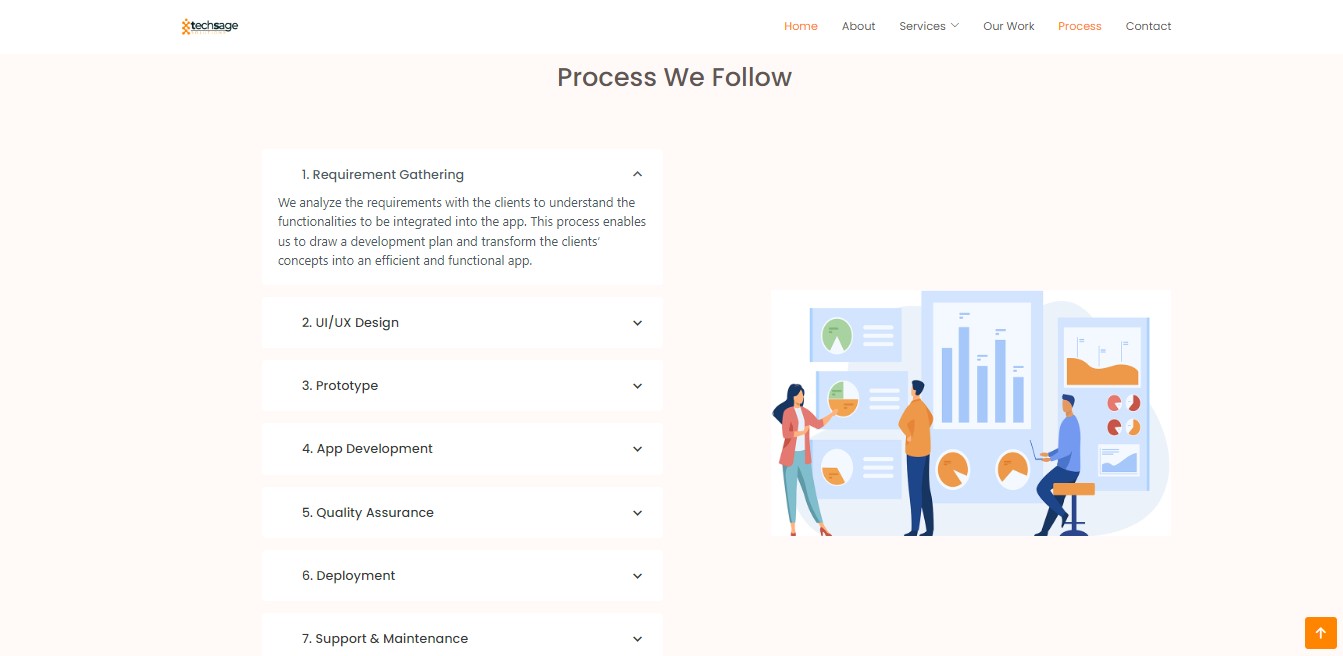 techsage
Home About Services Our Work Process Contact
Process We Follow
1. Requirement Gathering
We analyze the requirements with the clients to understand the
functionalities to be integrated into the app. This process enables
us to draw a development plan and transform the clients’
concepts into an efficient and functional app.
2. UI/UX Design
3. Prototype
4. App Development
5. Quality Assurance
6. Deployment
7. Support & Maintenance